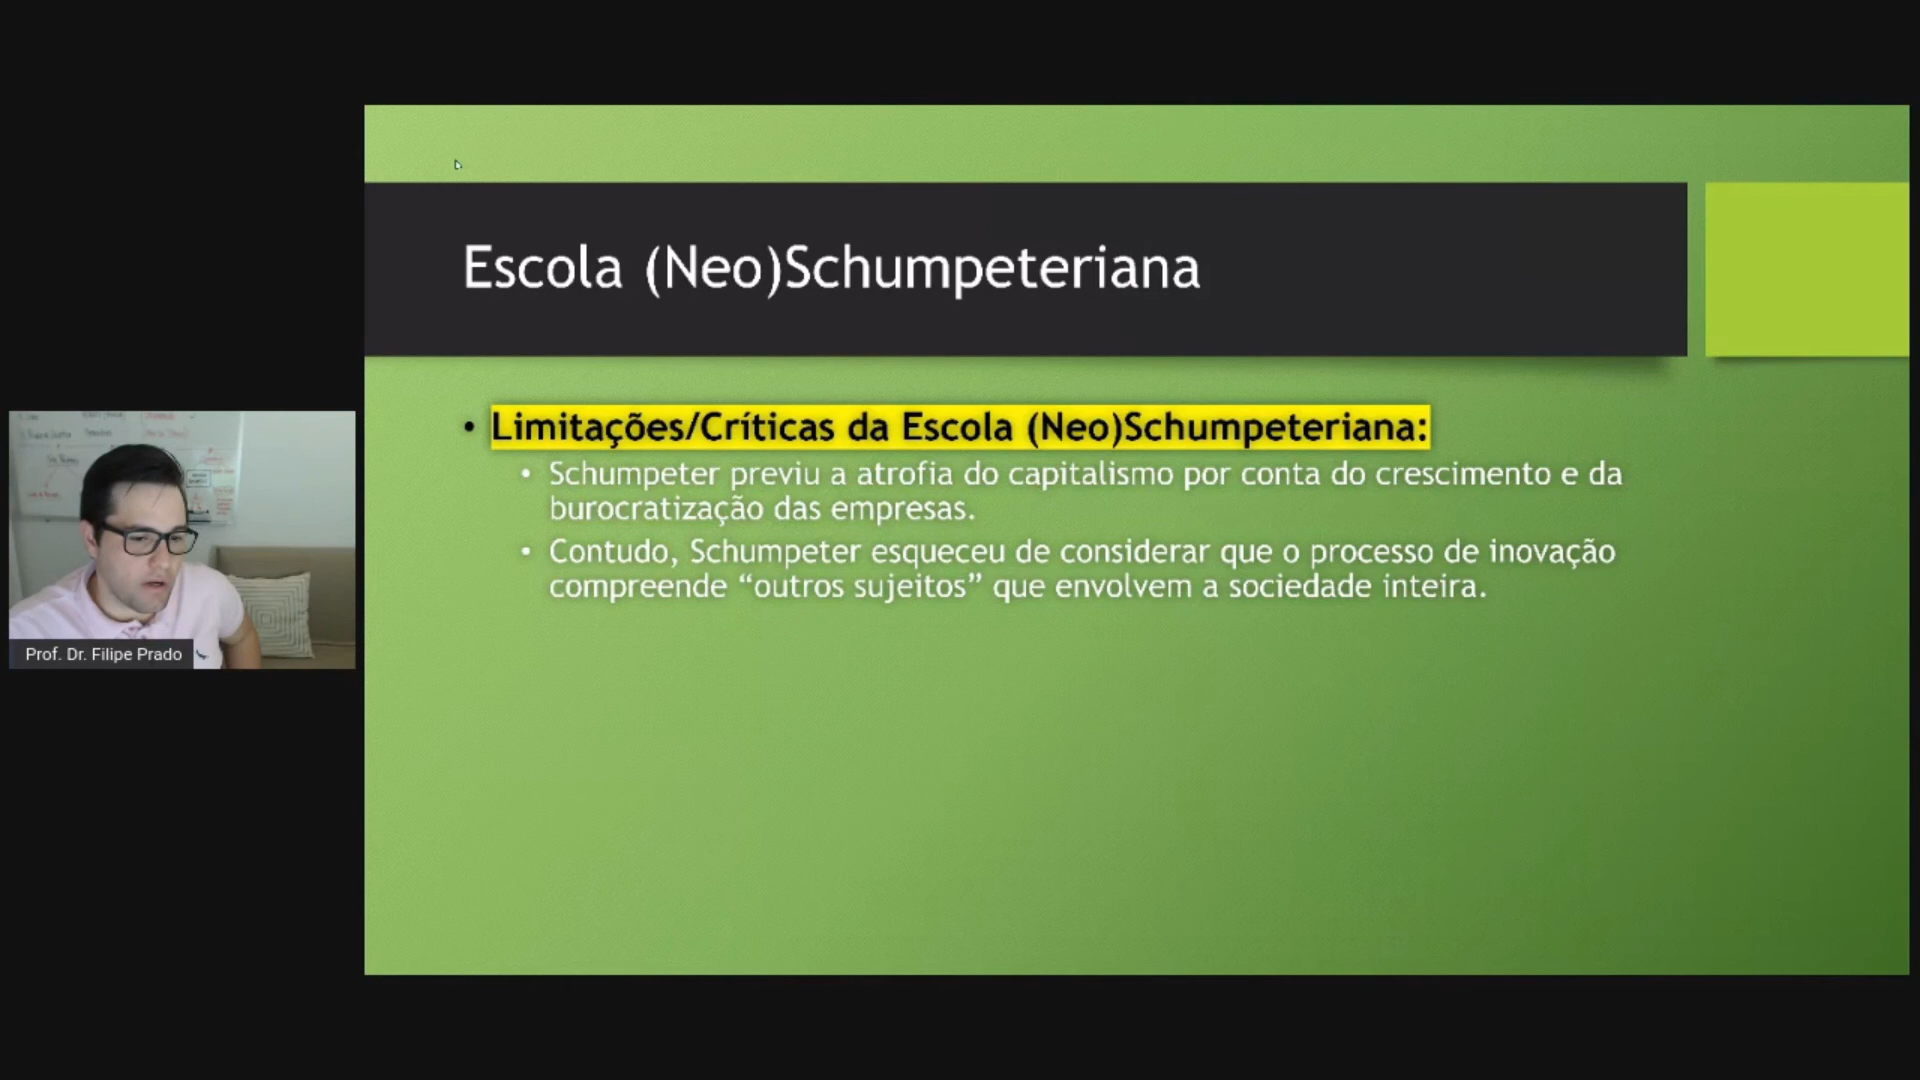 Escola (Neo)Schumpeteriana
• Limitações/Críticas da Escola (Neo)Schumpeteriana:
• Schumpeter previu a atrofia do capitalismo por conta do crescimento e da
burocratização das empresas.
• Contudo, Schumpeter esqueceu de considerar que o processo de inovação
compreende “outros sujeitos” que envolvem a sociedade inteira.
Prof. Dr. Filipe Prado